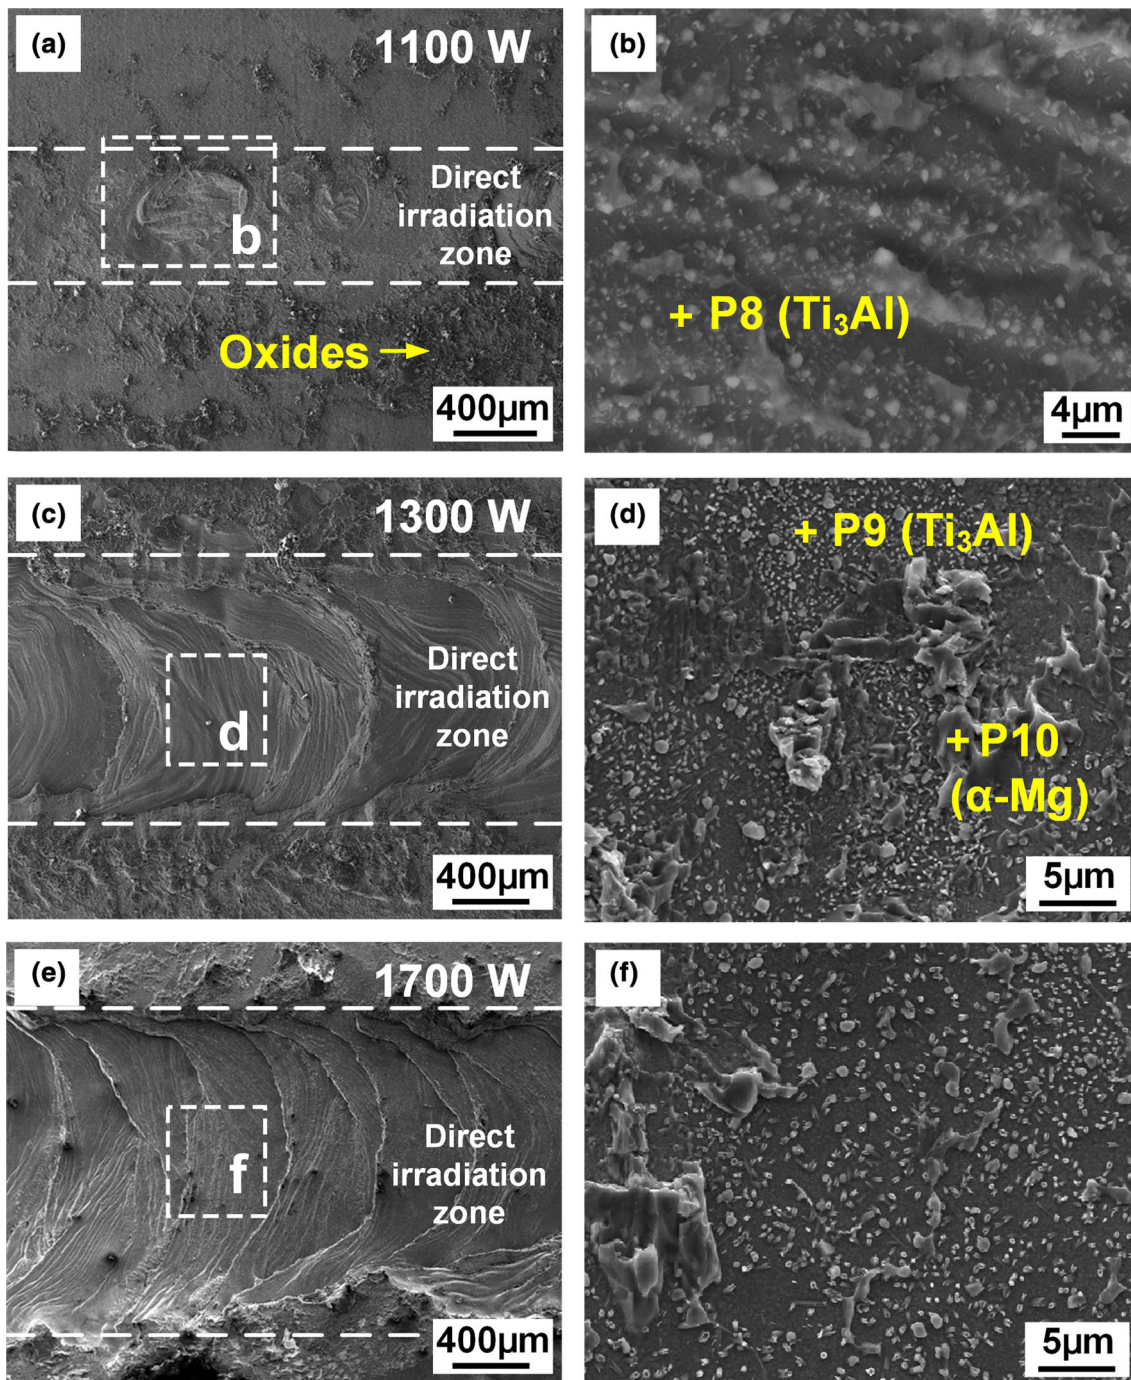 (a)
1100 W
Direct
irradiation
zone
b
Oxides
400μm
(b)
+ P8 (Ti₃Al)
4μm
(c)
1300 W
Direct
irradiation
zone
d
400μm
(d)
+ P9 (Ti₃Al)
+ P10
(α-Mg)
5μm
(e)
1700 W
Direct
irradiation
zone
f
400μm
(f)
5μm